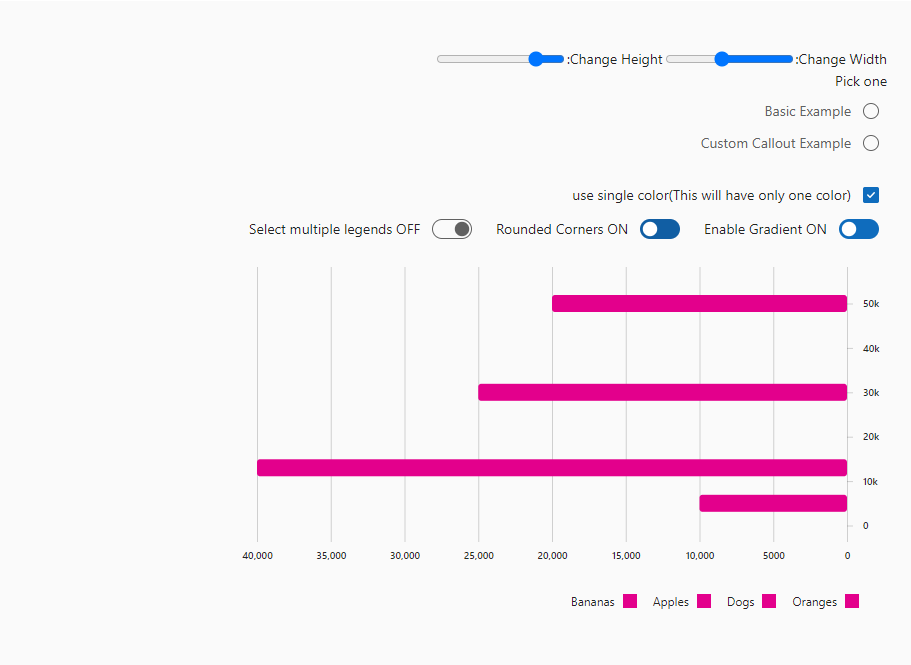 :Change Height :Change Width
Pick one
Basic Example
Custom Callout Example
use single color(This will have only one color)
Select multiple legends OFF Rounded Corners ON Enable Gradient ON
50k
40k
30k
20k
10k
0
40,000 35,000 30,000 25,000 20,000 15,000 10,000 5000 0
Bananas Apples Dogs Oranges